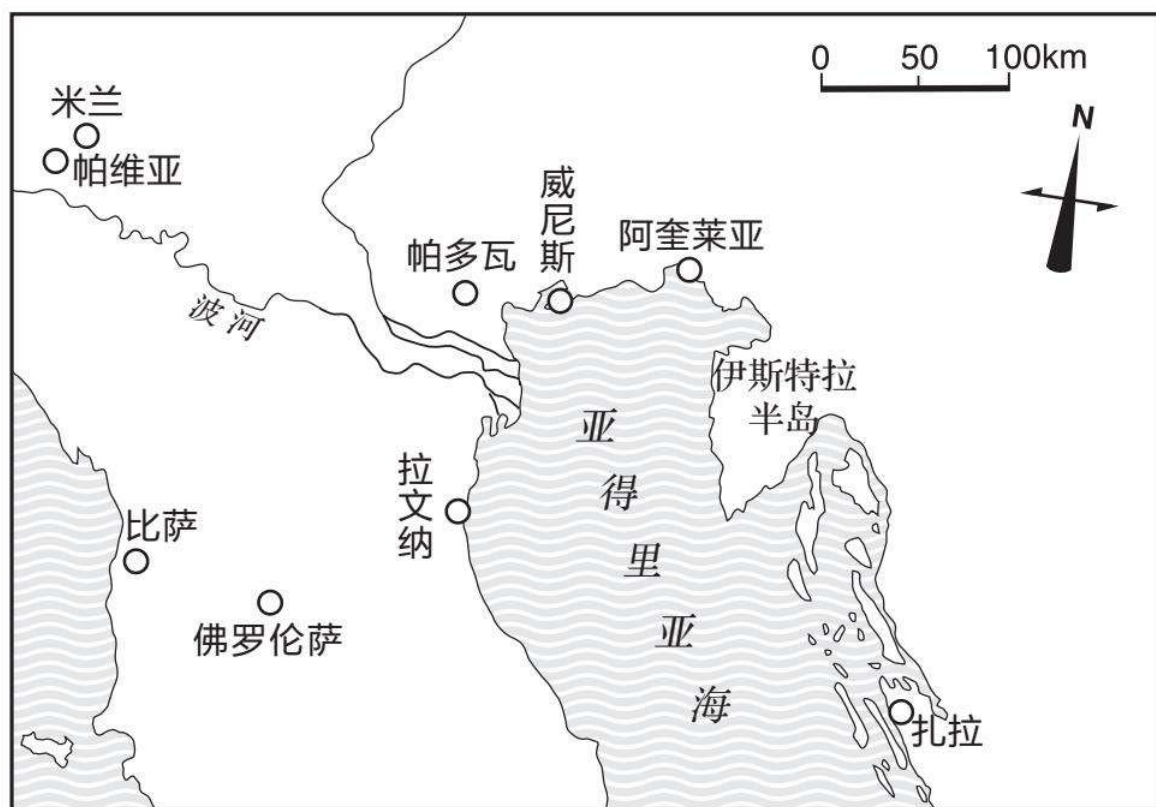 0 50 100km
N
米兰
帕维亚
威尼斯
阿奎莱亚
帕多瓦
波河
伊斯特拉
半岛
亚得里亚海
拉文纳
比萨
佛罗伦萨
扎拉